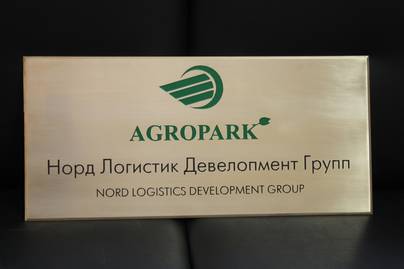 AGROPARK
Норд Логистик Девелопмент Групп
NORD LOGISTICS DEVELOPMENT GROUP